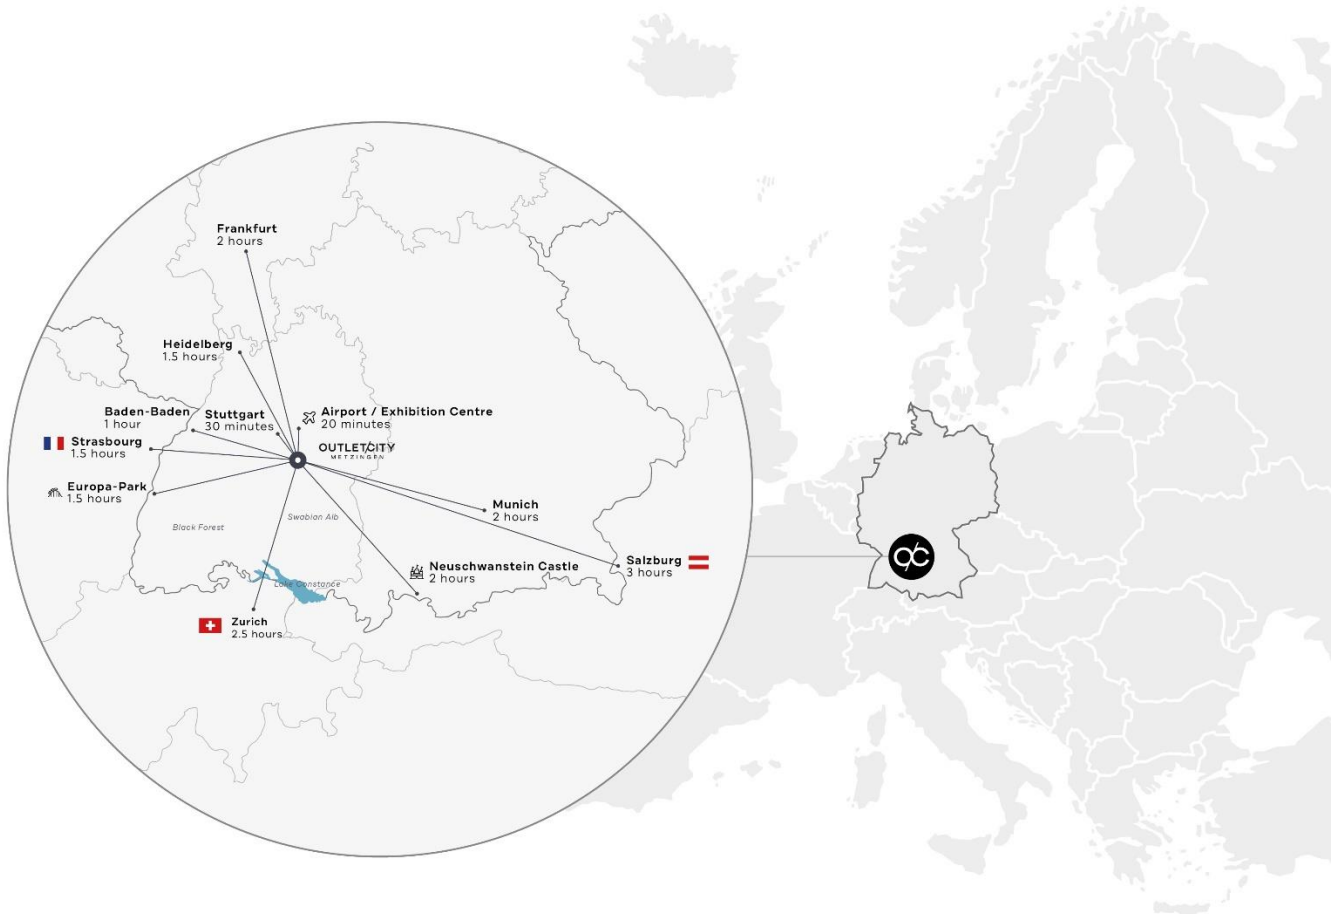 Frankfurt
2 hours
Heidelberg
1.5 hours
Baden-Baden
1 hour
Stuttgart
30 minutes
Airport / Exhibition Centre
20 minutes
Strasbourg
1.5 hours
OUTLETCITY
METZINGEN
Europa-Park
1.5 hours
Munich
2 hours
Black Forest
Swabian Alb
Neuschwanstein Castle
2 hours
Salzburg
3 hours
Lake Constance
Zurich
2.5 hours